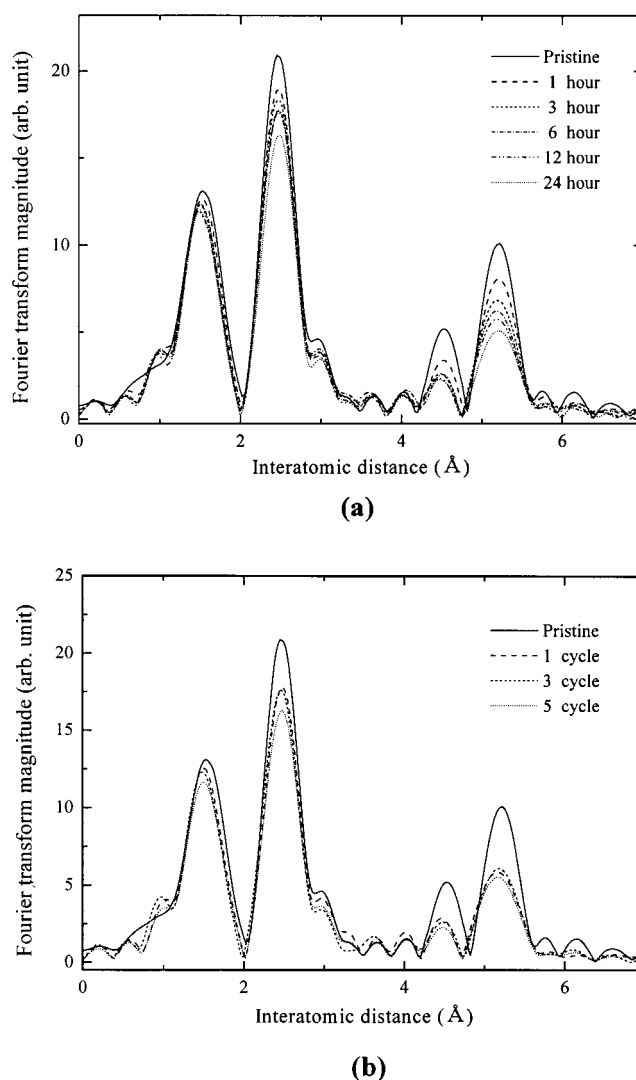 Fourier transform magnitude (arb. unit)
20
10
0
Pristine
1 hour
3 hour
6 hour
12 hour
24 hour
0 2 4 6
Interatomic distance (Å)
(a)
Fourier transform magnitude (arb. unit)
25
20
15
10
5
0
Pristine
1 cycle
3 cycle
5 cycle
0 2 4 6
Interatomic distance (Å)
(b)